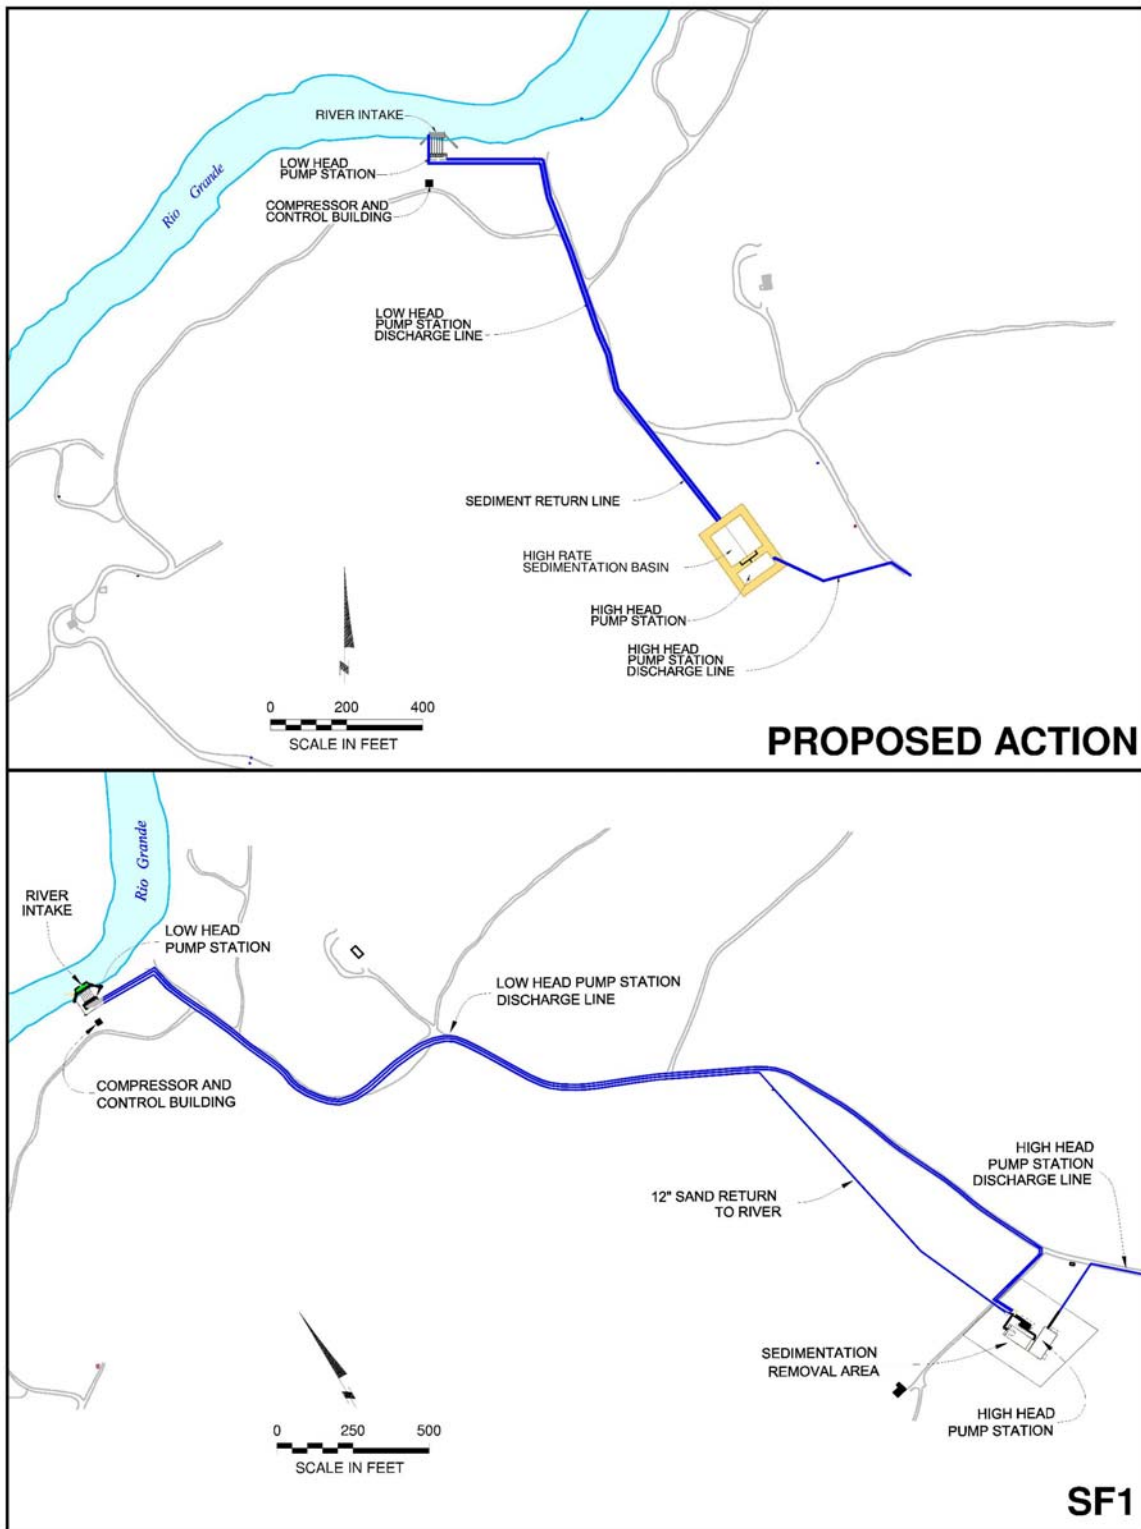 RIVER INTAKE
LOW HEAD
PUMP STATION
COMPRESSOR AND
CONTROL BUILDING
Rio Grande
LOW HEAD
PUMP STATION
DISCHARGE LINE
SEDIMENT RETURN LINE
HIGH RATE
SEDIMENTATION BASIN
HIGH HEAD
PUMP STATION
HIGH HEAD
PUMP STATION
DISCHARGE LINE
0 200 400
SCALE IN FEET
PROPOSED ACTION
Rio Grande
RIVER
INTAKE
LOW HEAD
PUMP STATION
LOW HEAD PUMP STATION
DISCHARGE LINE
COMPRESSOR AND
CONTROL BUILDING
HIGH HEAD
PUMP STATION
DISCHARGE LINE
12" SAND RETURN
TO RIVER
SEDIMENTATION
REMOVAL AREA
HIGH HEAD
PUMP STATION
0 250 500
SCALE IN FEET
SF1